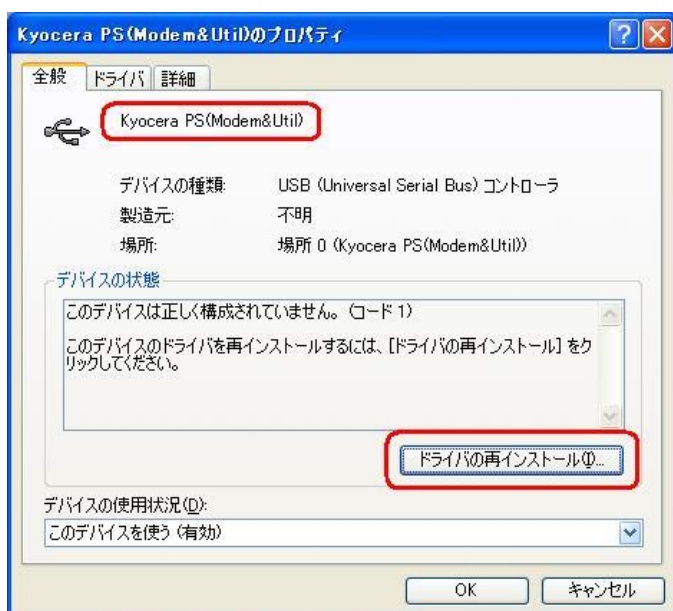 Kyocera PS(Modem&Util)のプロパティ
全般 ドライバ 詳細
Kyocera PS(Modem&Util)
デバイスの種類: USB (Universal Serial Bus) コントローラ
製造元: 不明
場所: 場所 0 (Kyocera PS(Modem&Util))
デバイスの状態
このデバイスは正しく構成されていません。 (コード 1)
このデバイスのドライバを再インストールするには、[ドライバの再インストール] をク
リックしてください。
ドライバの再インストール(I)...
デバイスの使用状況(D):
このデバイスを使う (有効)
OK キャンセル